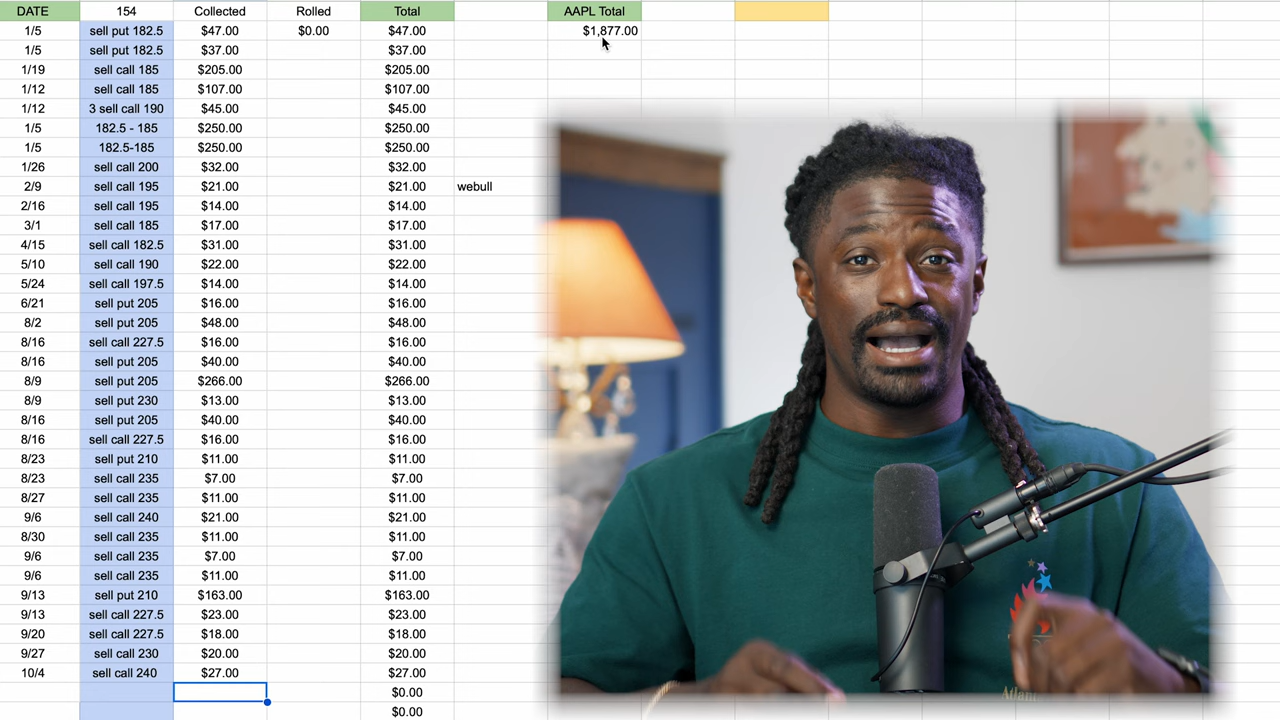 DATE 154 Collected Rolled Total AAPL Total
1/5 sell put 182.5 $47.00 $0.00 $47.00 $1,877.00
1/5 sell put 182.5 $37.00 $37.00
1/19 sell call 185 $205.00 $205.00
1/12 sell call 185 $107.00 $107.00
1/12 3 sell call 190 $45.00 $45.00
1/5 182.5 - 185 $250.00 $250.00
1/5 182.5-185 $250.00 $250.00
1/26 sell call 200 $32.00 $32.00
2/9 sell call 195 $21.00 $21.00 webull
2/16 sell call 195 $14.00 $14.00
3/1 sell call 185 $17.00 $17.00
4/15 sell call 182.5 $31.00 $31.00
5/10 sell call 190 $22.00 $22.00
5/24 sell call 197.5 $14.00 $14.00
6/21 sell put 205 $16.00 $16.00
8/2 sell put 205 $48.00 $48.00
8/16 sell call 227.5 $16.00 $16.00
8/16 sell put 205 $40.00 $40.00
8/9 sell put 205 $266.00 $266.00
8/9 sell put 230 $13.00 $13.00
8/16 sell put 205 $40.00 $40.00
8/16 sell call 227.5 $16.00 $16.00
8/23 sell put 210 $11.00 $11.00
8/23 sell call 235 $7.00 $7.00
8/27 sell call 235 $11.00 $11.00
9/6 sell call 240 $21.00 $21.00
8/30 sell call 235 $11.00 $11.00
9/6 sell call 235 $7.00 $7.00
9/6 sell call 235 $11.00 $11.00
9/13 sell put 210 $163.00 $163.00
9/13 sell call 227.5 $23.00 $23.00
9/20 sell call 227.5 $18.00 $18.00
9/27 sell call 230 $20.00 $20.00
10/4 sell call 240 $27.00 $27.00
$0.00
$0.00